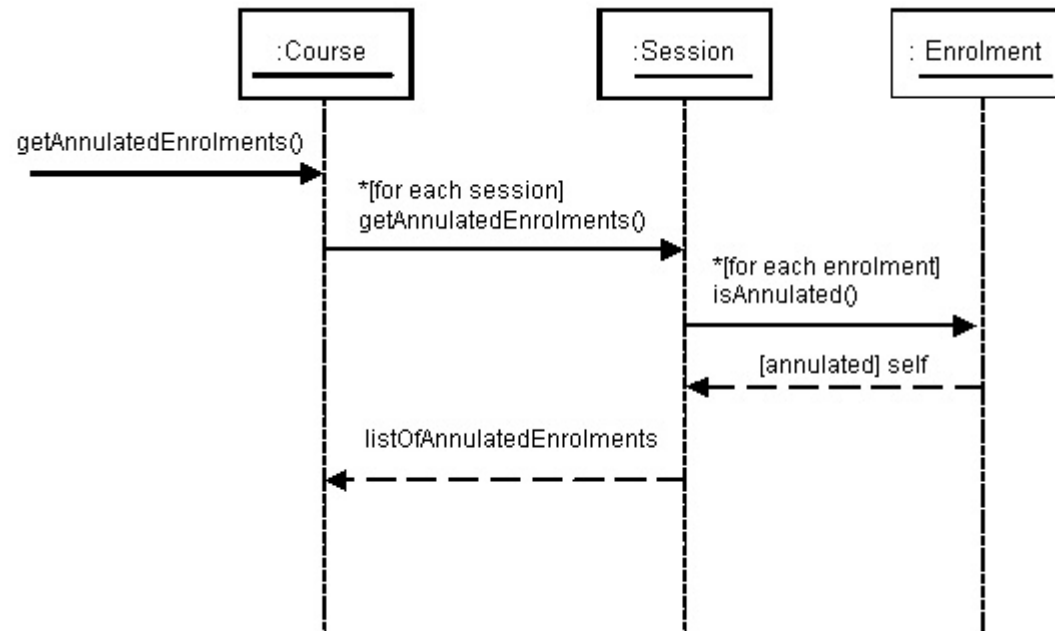 :Course
:Session
: Enrolment
getAnnulatedEnrolments()
*[for each session]
getAnnulatedEnrolments()
*[for each enrolment]
isAnnulated()
[annulated] self
listOfAnnulatedEnrolments